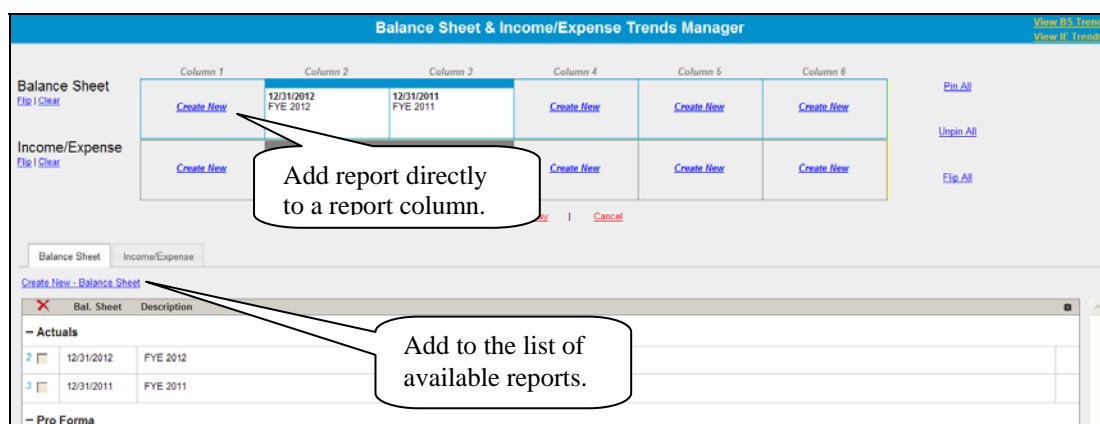 Balance Sheet & Income/Expense Trends Manager
View BS Trend
View IE Trends
Column 1 Column 2 Column 3 Column 4 Column 5 Column 6
Balance Sheet
Flip | Clear
Create New
12/31/2012
FYE 2012
12/31/2011
FYE 2011
Create New
Create New
Create New
Pin All
Unpin All
Income/Expense
Flip | Clear
Create New
Create New
Create New
Create New
Flip All
Add report directly
to a report column.
| Cancel
Balance Sheet Income/Expense
Create New - Balance Sheet
Bal. Sheet Description
– Actuals
2 12/31/2012 FYE 2012
3 12/31/2011 FYE 2011
Add to the list of
available reports.
– Pro Forma